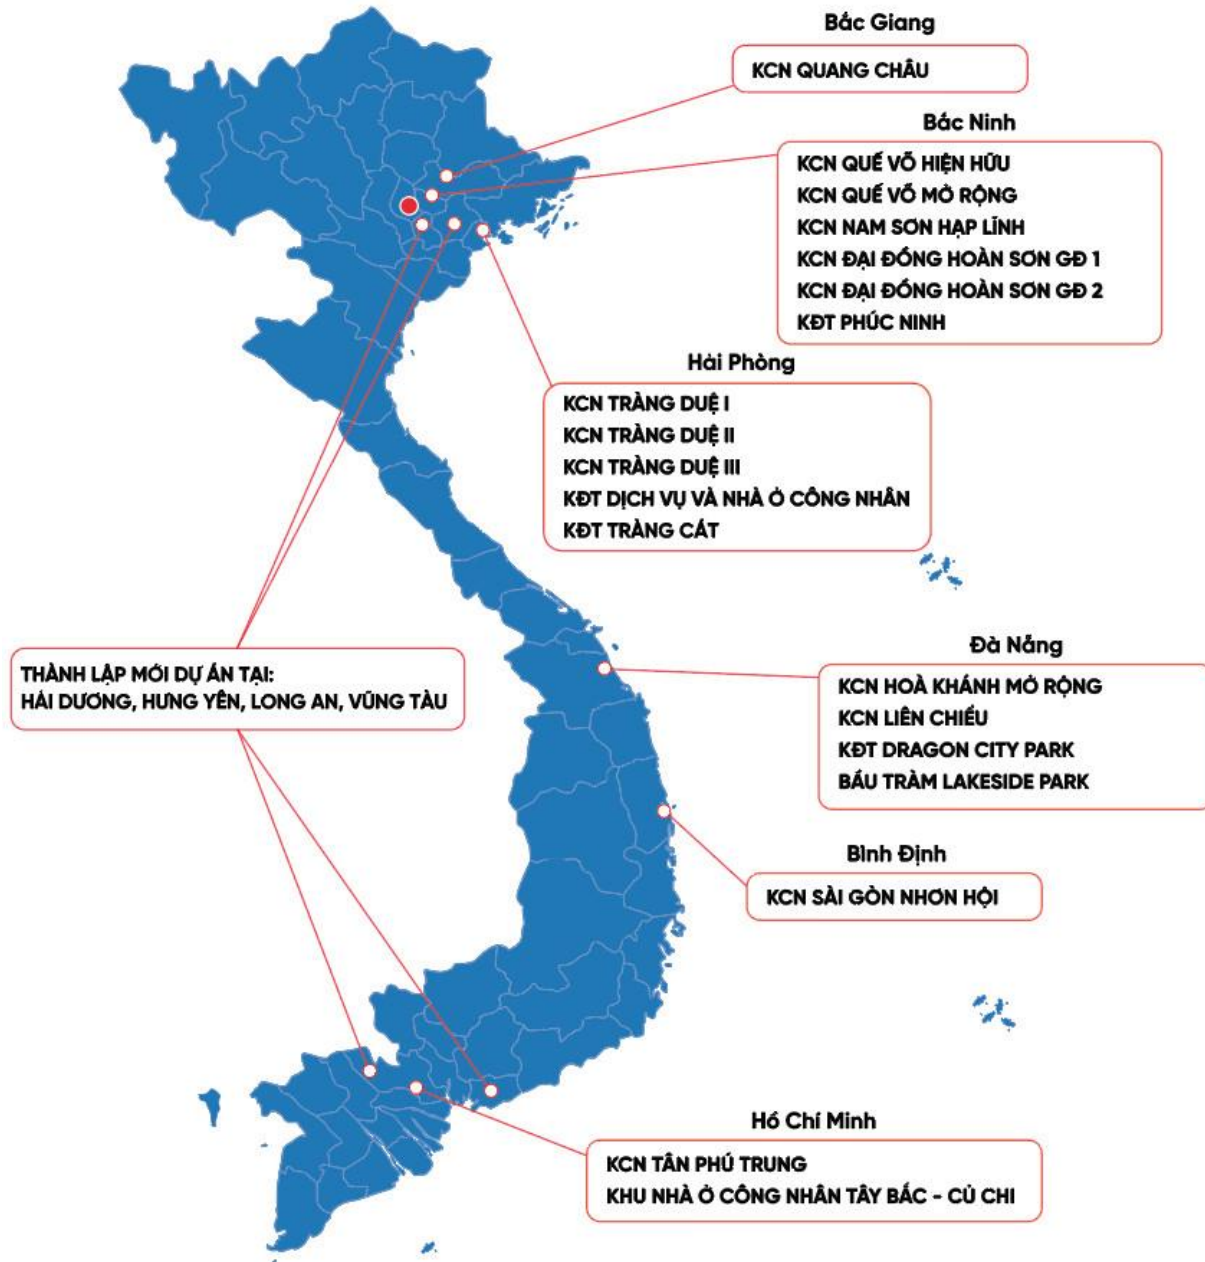 Bắc Giang
KCN QUANG CHÂU
Bắc Ninh
KCN QUẾ VÕ HIỆN HỮU
KCN QUẾ VÕ MỞ RỘNG
KCN NAM SƠN HẠP LĨNH
KCN ĐẠI ĐỒNG HOÀN SƠN GĐ 1
KCN ĐẠI ĐỒNG HOÀN SƠN GĐ 2
KĐT PHÚC NINH
Hải Phòng
KCN TRÀNG DUỆ I
KCN TRÀNG DUỆ II
KCN TRÀNG DUỆ III
KĐT DỊCH VỤ VÀ NHÀ Ở CÔNG NHÂN
KĐT TRÀNG CÁT
THÀNH LẬP MỚI DỰ ÁN TẠI:
HẢI DƯƠNG, HƯNG YÊN, LONG AN, VŨNG TÀU
Đà Nẵng
KCN HOÀ KHÁNH MỞ RỘNG
KCN LIÊN CHIỂU
KĐT DRAGON CITY PARK
BÀU TRÀM LAKESIDE PARK
Bình Định
KCN SÀI GÒN NHƠN HỘI
Hồ Chí Minh
KCN TÂN PHÚ TRUNG
KHU NHÀ Ở CÔNG NHÂN TÂY BẮC - CỦ CHI